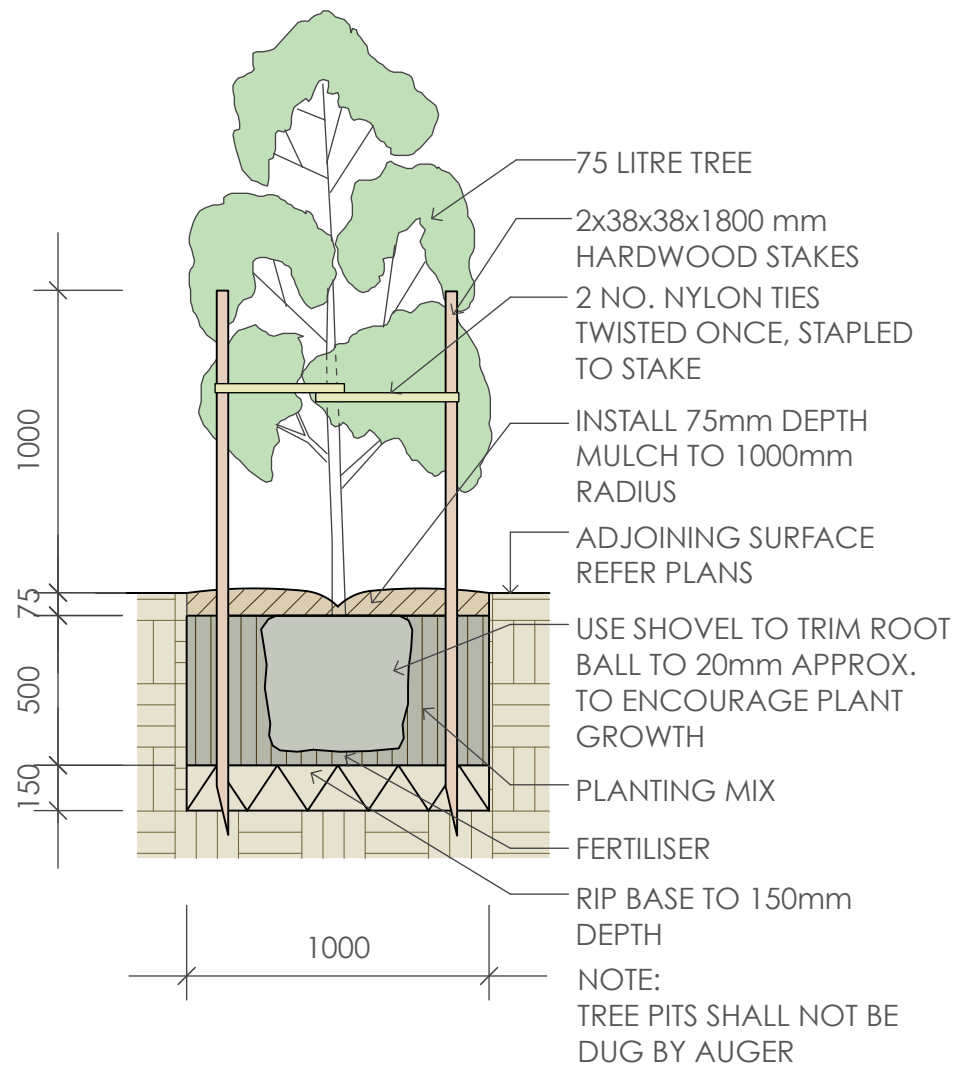 75 LITRE TREE
2x38x38x1800 mm
HARDWOOD STAKES
2 NO. NYLON TIES
TWISTED ONCE, STAPLED
TO STAKE
INSTALL 75mm DEPTH
MULCH TO 1000mm
RADIUS
ADJOINING SURFACE
REFER PLANS
USE SHOVEL TO TRIM ROOT
BALL TO 20mm APPROX.
TO ENCOURAGE PLANT
GROWTH
PLANTING MIX
FERTILISER
RIP BASE TO 150mm
DEPTH
NOTE:
TREE PITS SHALL NOT BE
DUG BY AUGER
1000
75
500
150
1000